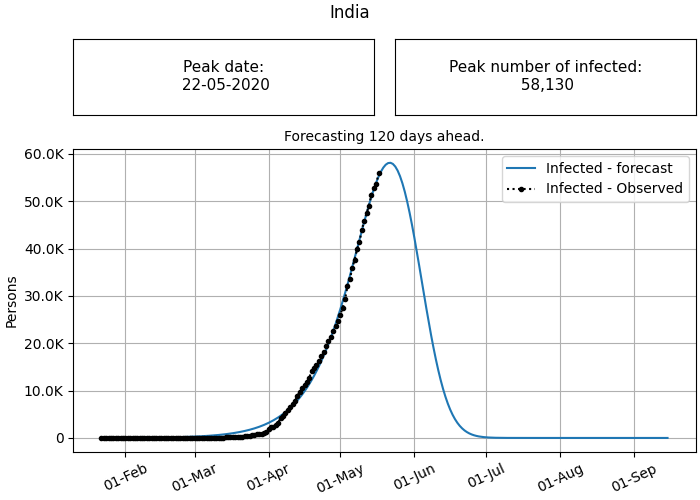 India
Peak date:
22-05-2020
Peak number of infected:
58,130
Forecasting 120 days ahead.
Infected - forecast
Infected - Observed
60.0K
50.0K
40.0K
30.0K
20.0K
10.0K
0
Persons
01-Feb
01-Mar
01-Apr
01-May
01-Jun
01-Jul
01-Aug
01-Sep